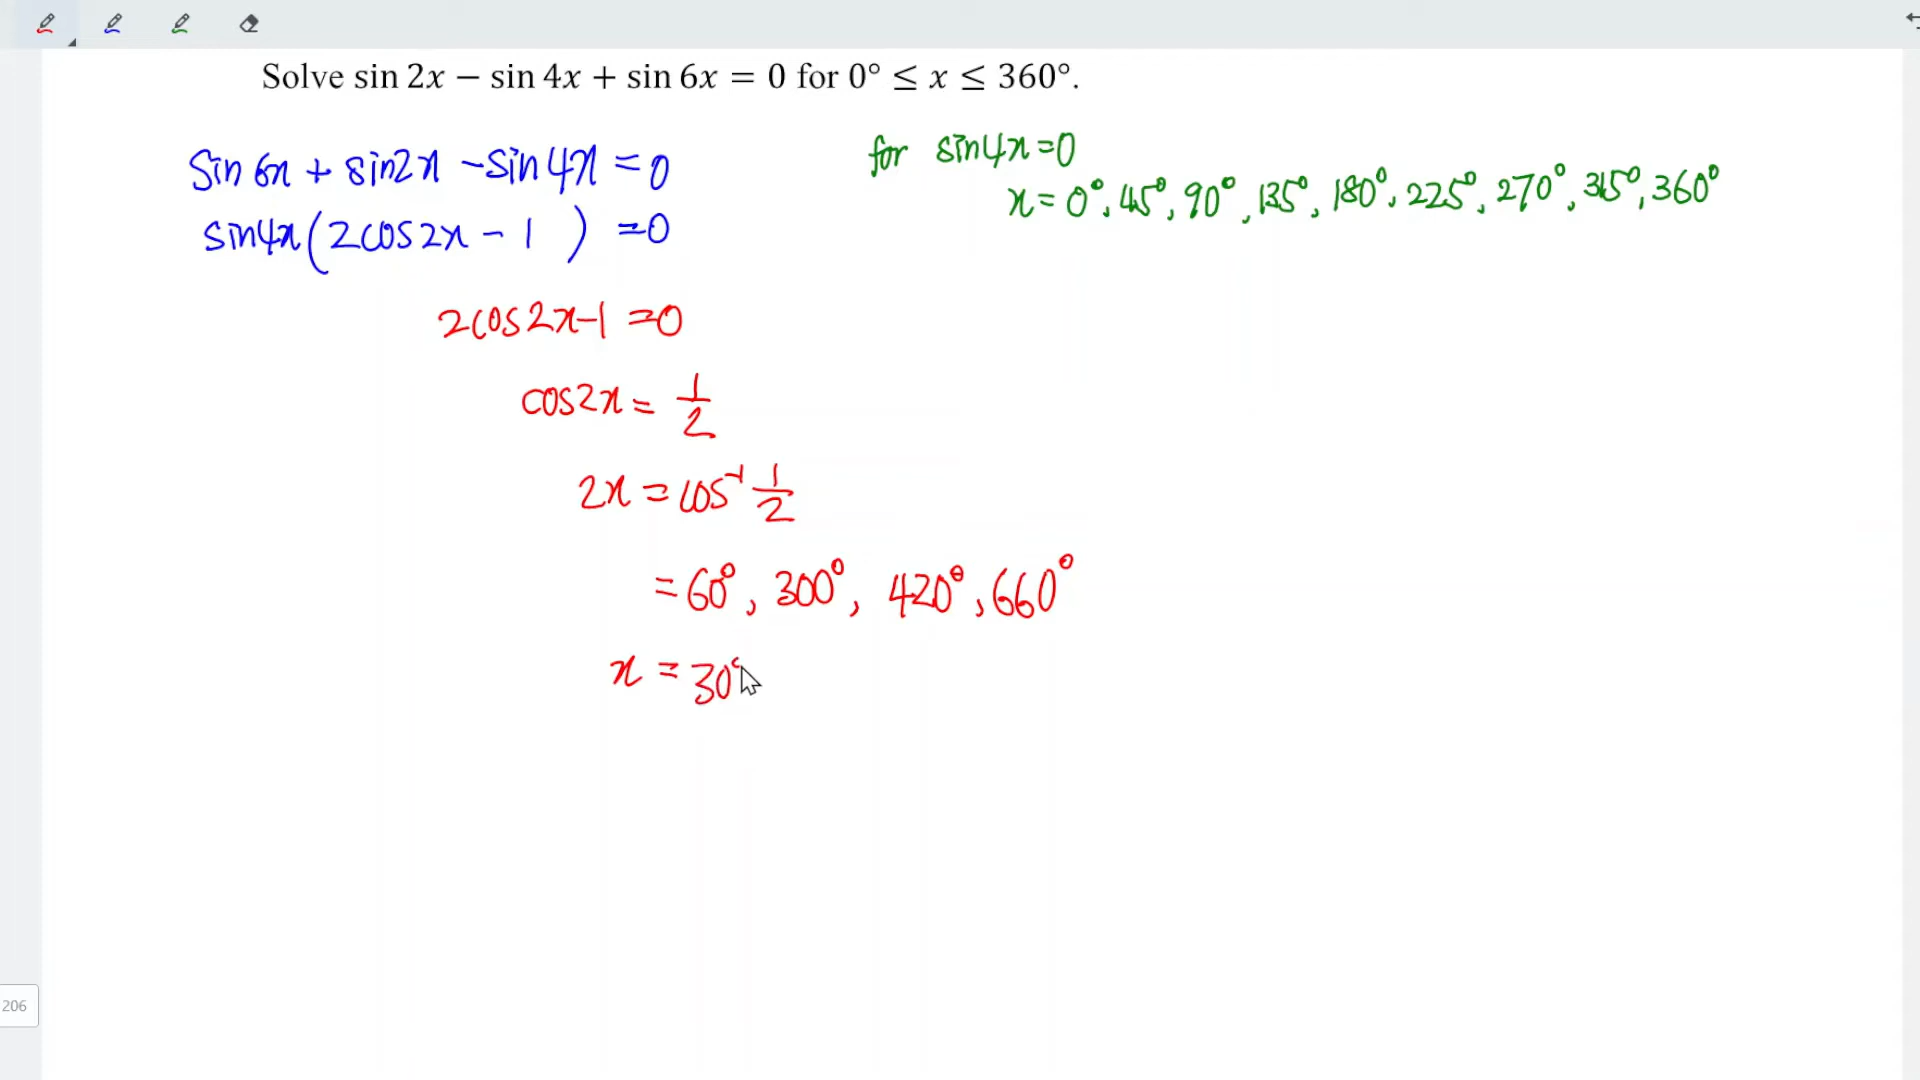 Solve sin 2x − sin 4x + sin 6x = 0 for 0° ≤ x ≤ 360°.
sin 6x + sin2x − sin 4x = 0
sin4x (2cos2x − 1 ) = 0
2cos2x−1 = 0
cos2x = 1/2
2x = cos⁻¹ 1/2
= 60°, 300°, 420°, 660°
x = 30°
for sin4x = 0
x = 0°, 45°, 90°, 135°, 180°, 225°, 270°, 315°, 360°
206